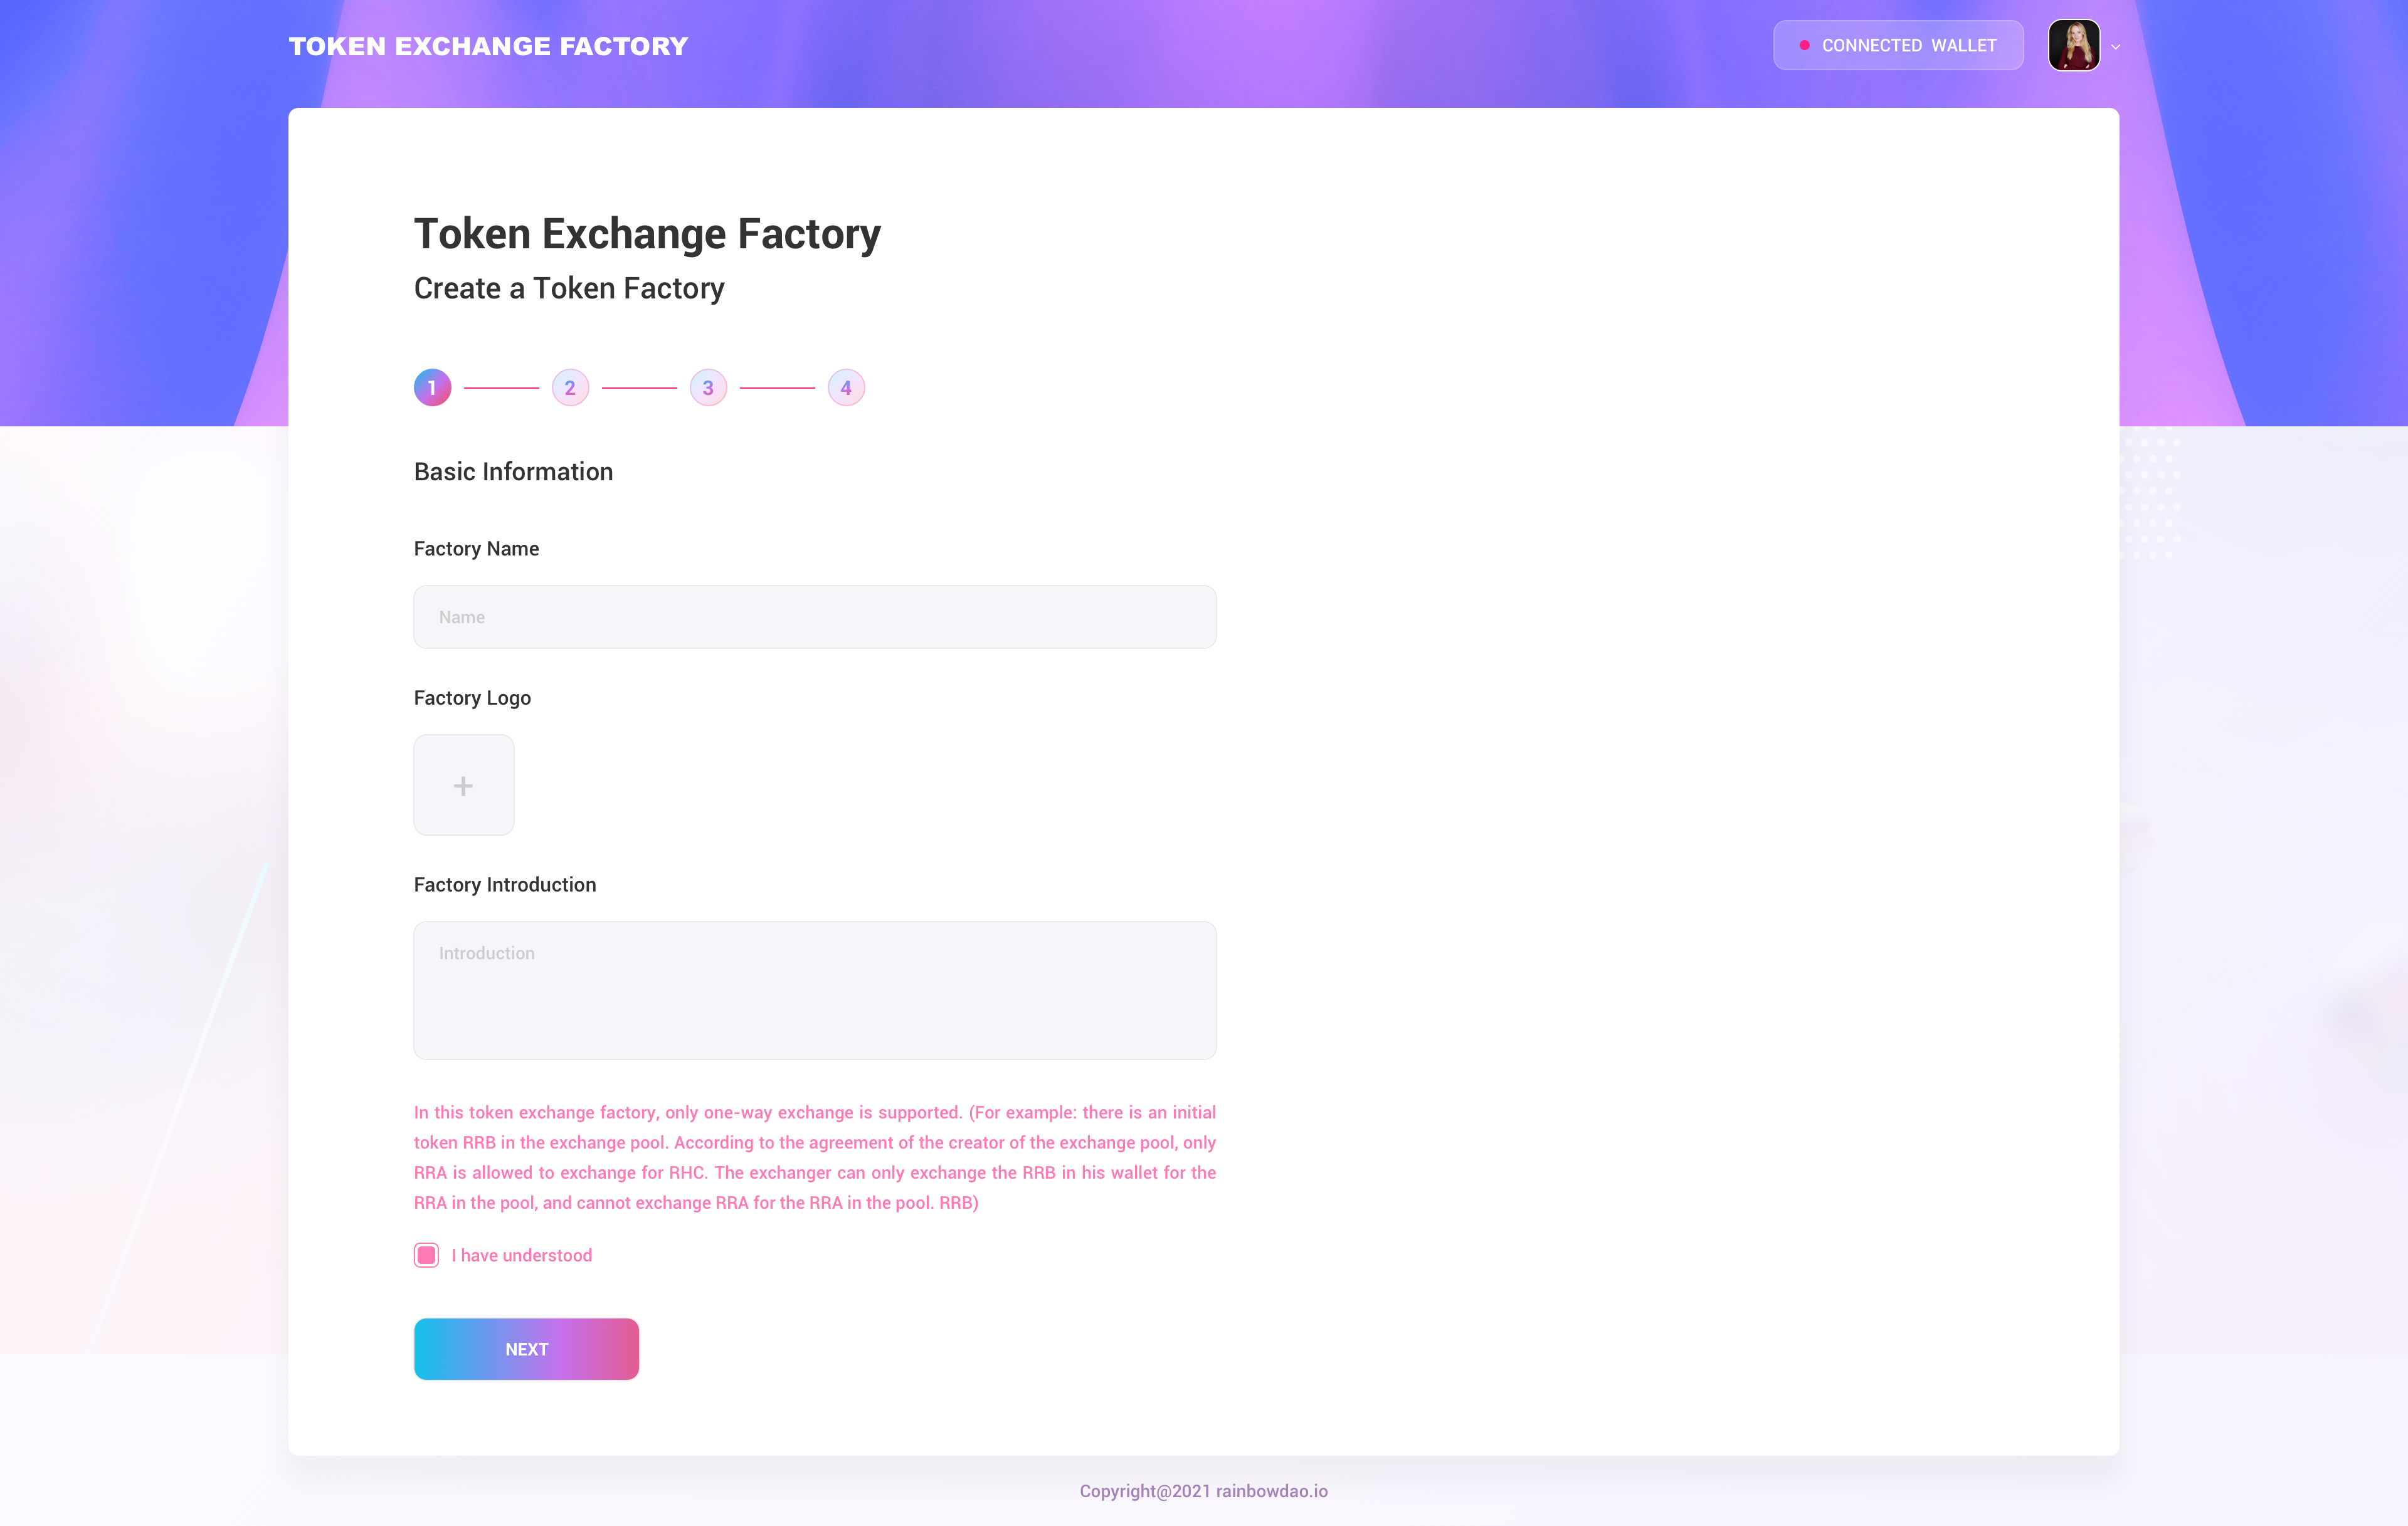 TOKEN EXCHANGE FACTORY
CONNECTED WALLET
Token Exchange Factory
Create a Token Factory
1 2 3 4
Basic Information
Factory Name
Name
Factory Logo
+
Factory Introduction
Introduction
In this token exchange factory, only one-way exchange is supported. (For example: there is an initial
token RRB in the exchange pool. According to the agreement of the creator of the exchange pool, only
RRA is allowed to exchange for RHC. The exchanger can only exchange the RRB in his wallet for the
RRA in the pool, and cannot exchange RRA for the RRA in the pool. RRB)
I have understood
NEXT
Copyright@2021 rainbowdao.io